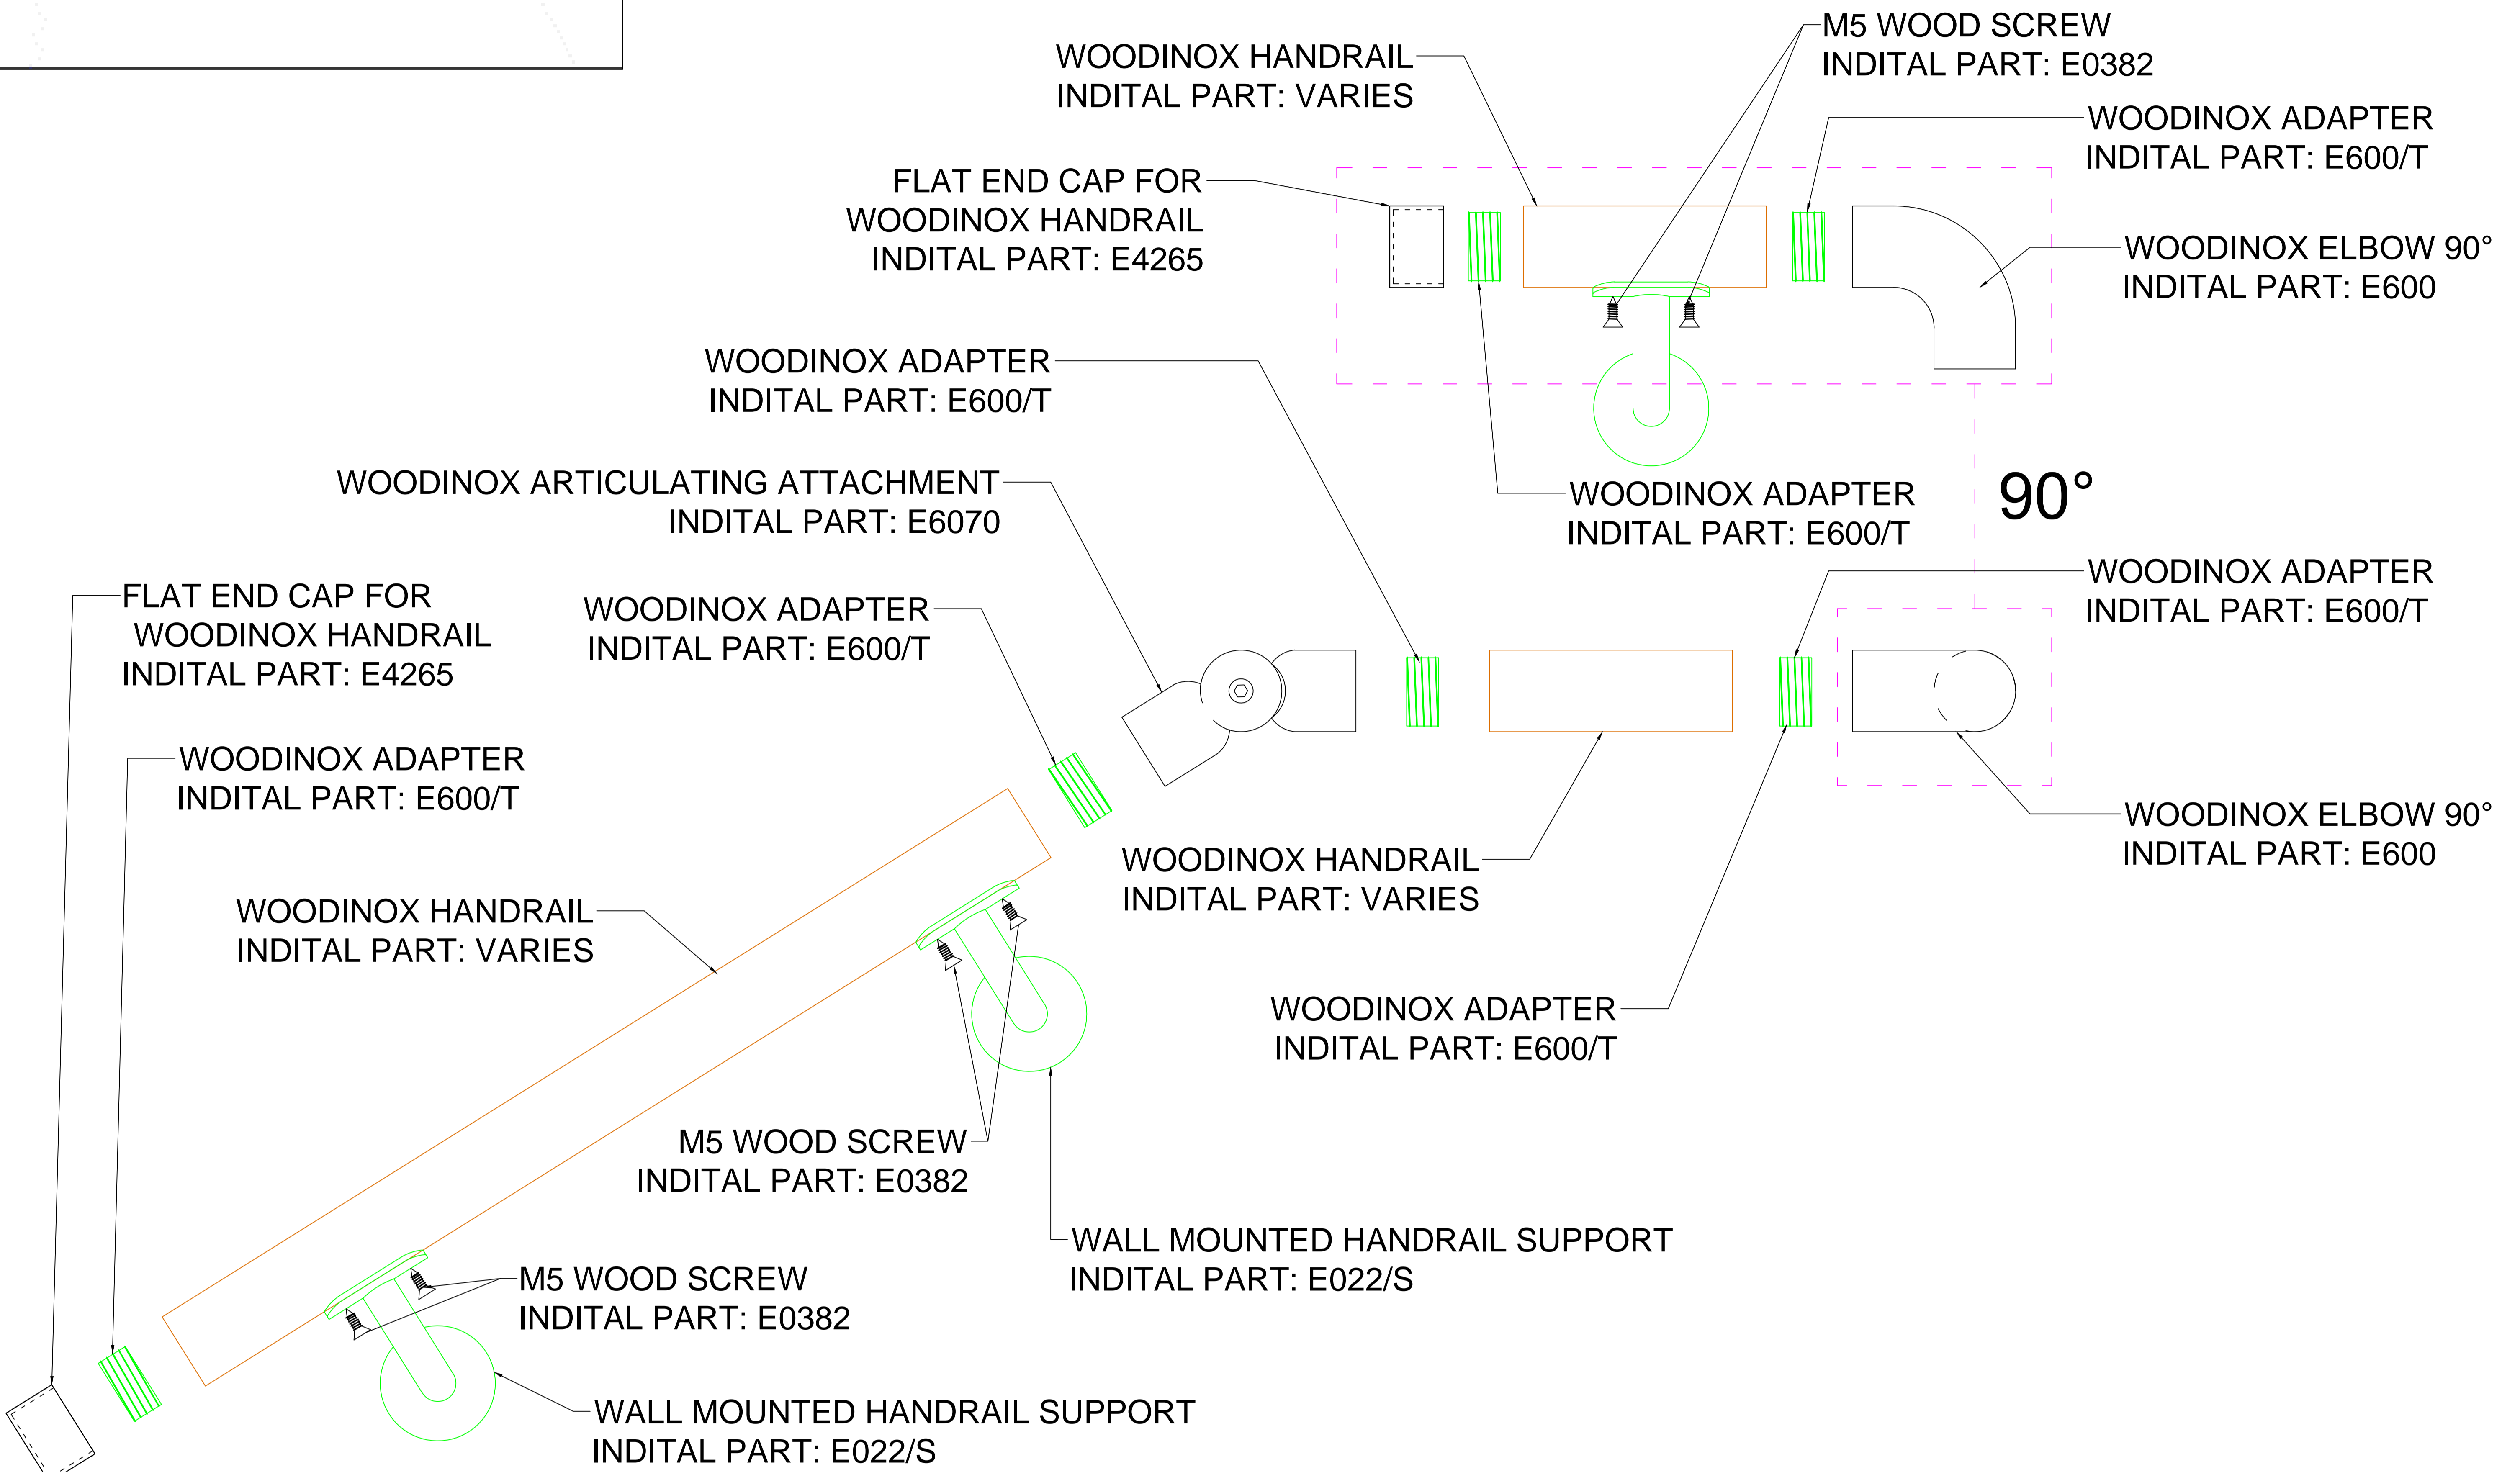 M5 WOOD SCREW
INDITAL PART: E0382
WOODINOX HANDRAIL
INDITAL PART: VARIES
WOODINOX ADAPTER
INDITAL PART: E600/T
FLAT END CAP FOR
WOODINOX HANDRAIL
INDITAL PART: E4265
WOODINOX ELBOW 90°
INDITAL PART: E600
WOODINOX ADAPTER
INDITAL PART: E600/T
WOODINOX ARTICULATING ATTACHMENT
INDITAL PART: E6070
WOODINOX ADAPTER
INDITAL PART: E600/T
90°
FLAT END CAP FOR
WOODINOX HANDRAIL
INDITAL PART: E4265
WOODINOX ADAPTER
INDITAL PART: E600/T
WOODINOX ADAPTER
INDITAL PART: E600/T
WOODINOX ADAPTER
INDITAL PART: E600/T
WOODINOX ELBOW 90°
INDITAL PART: E600
WOODINOX HANDRAIL
INDITAL PART: VARIES
WOODINOX HANDRAIL
INDITAL PART: VARIES
WOODINOX ADAPTER
INDITAL PART: E600/T
M5 WOOD SCREW
INDITAL PART: E0382
WALL MOUNTED HANDRAIL SUPPORT
INDITAL PART: E022/S
M5 WOOD SCREW
INDITAL PART: E0382
WALL MOUNTED HANDRAIL SUPPORT
INDITAL PART: E022/S